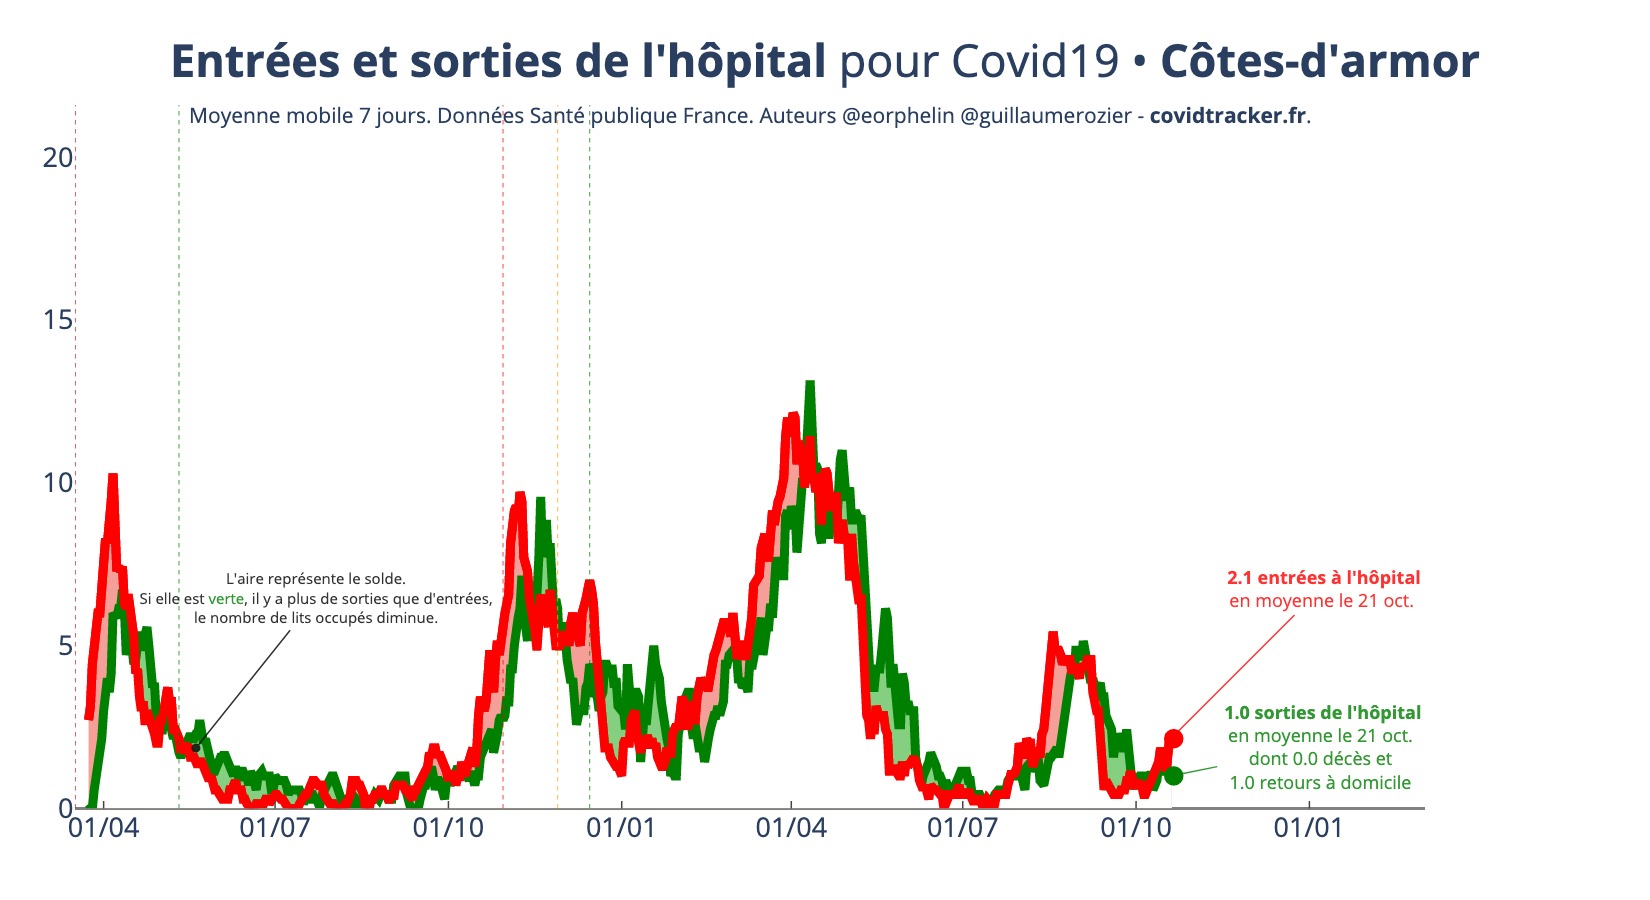 Entrées et sorties de l'hôpital pour Covid19 • Côtes-d'armor
Moyenne mobile 7 jours. Données Santé publique France. Auteurs @eorphelin @guillaumerozier - covidtracker.fr.
20
15
10
5
0
L'aire représente le solde.
Si elle est verte, il y a plus de sorties que d'entrées,
le nombre de lits occupés diminue.
2.1 entrées à l'hôpital
en moyenne le 21 oct.
1.0 sorties de l'hôpital
en moyenne le 21 oct.
dont 0.0 décès et
1.0 retours à domicile
01/04 01/07 01/10 01/01 01/04 01/07 01/10 01/01